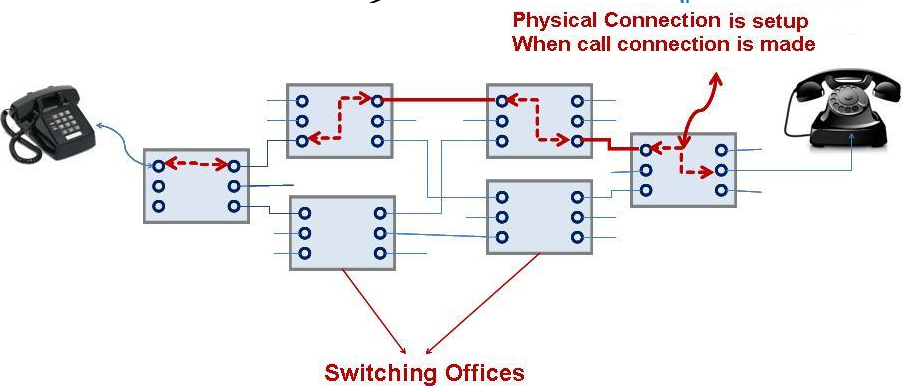 Physical Connection is setup
When call connection is made
Switching Offices